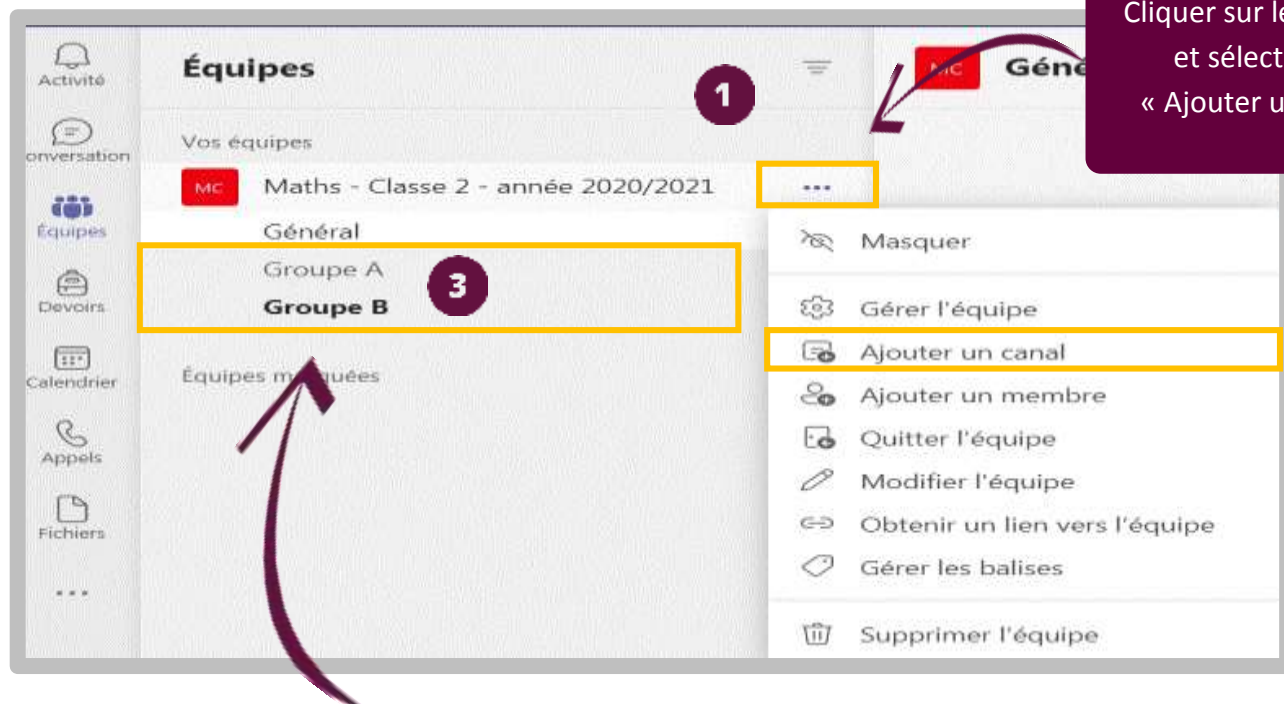 Cliquer sur le
et sélect
« Ajouter u
Activité
Équipes
1
MC
Géné
onversation
Vos équipes
MC Maths - Classe 2 - année 2020/2021 ...
Équipes
Général
Masquer
Groupe A
3
Devoirs
Groupe B
Gérer l'équipe
Ajouter un canal
Calendrier
Équipes m quées
Ajouter un membre
Appels
Quitter l'équipe
Modifier l'équipe
Fichiers
Obtenir un lien vers l'équipe
Gérer les balises
...
Supprimer l'équipe